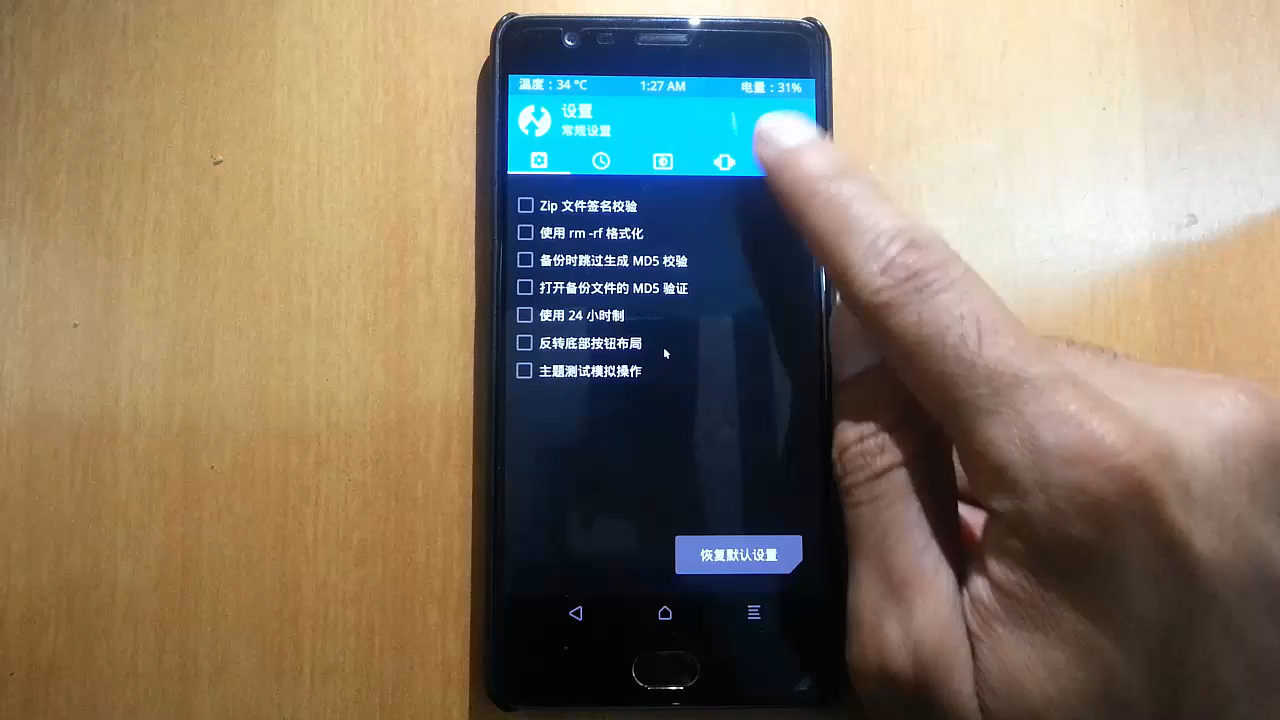 温度：34 °C 1:27 AM 电量：31%
设置
常规设置
Zip 文件签名校验
使用 rm -rf 格式化
备份时跳过生成 MD5 校验
打开备份文件的 MD5 验证
使用 24 小时制
反转底部按钮布局
主题测试模拟操作
恢复默认设置